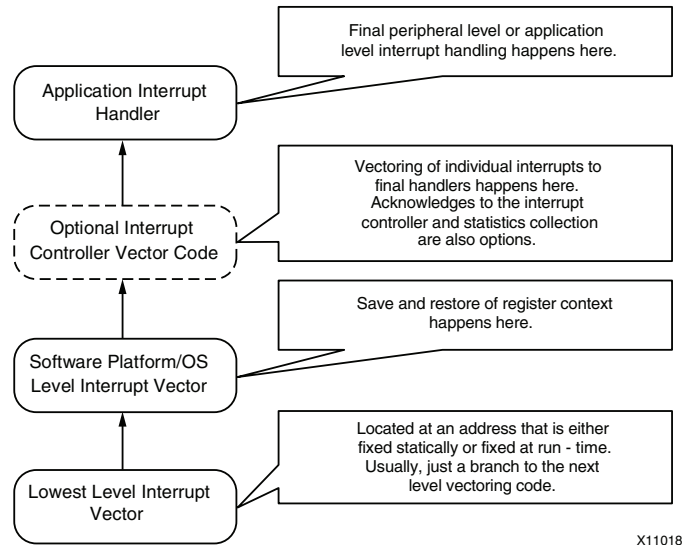 Final peripheral level or application
level interrupt handling happens here.
Application Interrupt
Handler
Vectoring of individual interrupts to
final handlers happens here.
Acknowledges to the interrupt
controller and statistics collection
are also options.
Optional Interrupt
Controller Vector Code
Save and restore of register context
happens here.
Software Platform/OS
Level Interrupt Vector
Located at an address that is either
fixed statically or fixed at run - time.
Usually, just a branch to the next
level vectoring code.
Lowest Level Interrupt
Vector
X11018